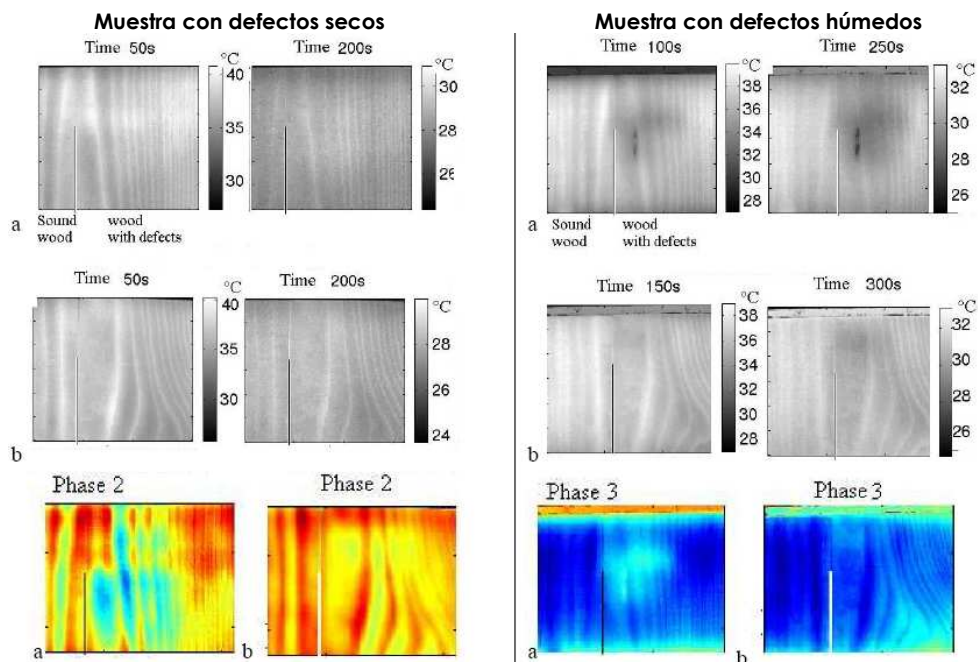 Muestra con defectos secos
Time 50s
Time 200s
°C
40
35
30
°C
30
28
26
a
Sound
wood
wood
with defects
Time 50s
Time 200s
°C
40
35
30
°C
28
26
24
b
Phase 2
Phase 2
a
b
Muestra con defectos húmedos
Time
100s
250s
°C
38
36
34
32
30
28
°C
32
30
28
26
a
Sound
wood
wood
with defects
Time 150s
Time 300s
°C
38
36
34
32
30
28
°C
32
30
28
26
b
Phase 3
Phase 3
a
b